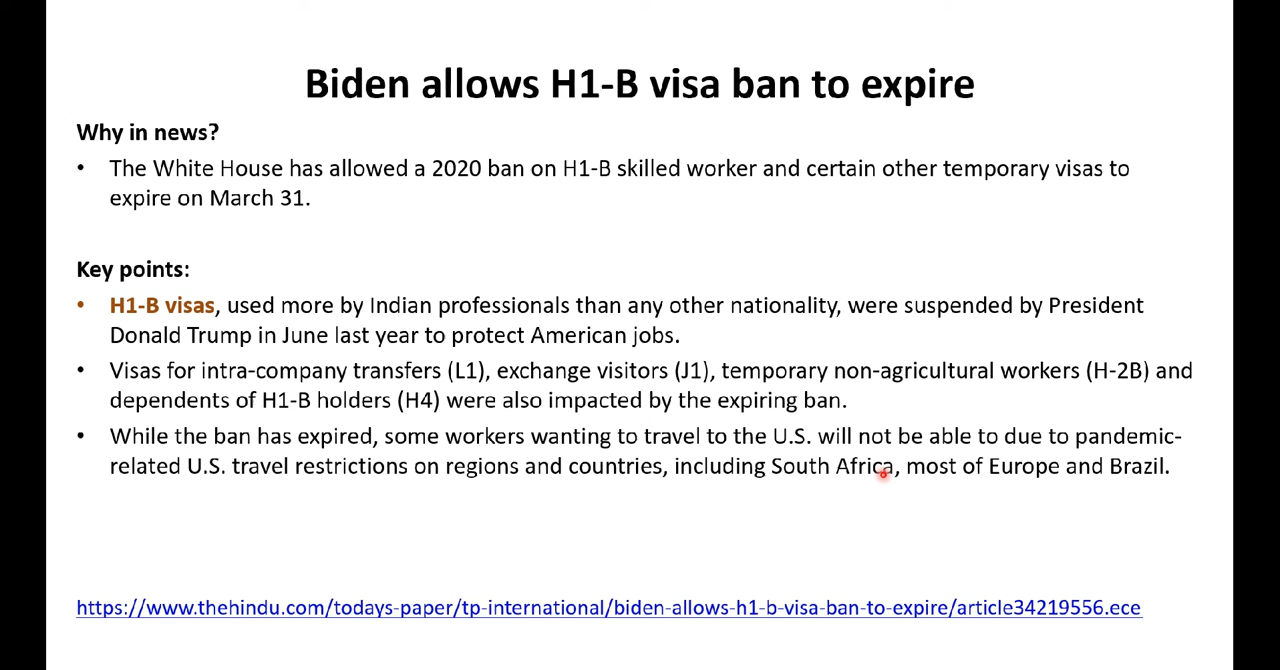 Biden allows H1-B visa ban to expire
Why in news?
• The White House has allowed a 2020 ban on H1-B skilled worker and certain other temporary visas to
expire on March 31.
Key points:
• H1-B visas, used more by Indian professionals than any other nationality, were suspended by President
Donald Trump in June last year to protect American jobs.
• Visas for intra-company transfers (L1), exchange visitors (J1), temporary non-agricultural workers (H-2B) and
dependents of H1-B holders (H4) were also impacted by the expiring ban.
• While the ban has expired, some workers wanting to travel to the U.S. will not be able to due to pandemic-
related U.S. travel restrictions on regions and countries, including South Africa, most of Europe and Brazil.
https://www.thehindu.com/todays-paper/tp-international/biden-allows-h1-b-visa-ban-to-expire/article34219556.ece